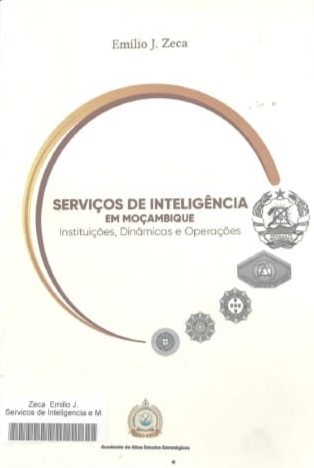 Emílio J. Zeca
SERVIÇOS DE INTELIGÊNCIA
EM MOÇAMBIQUE
Instituições, Dinâmicas e Operações
Zeca Emilio J.
Servicos de Inteligencia e M
Academia de Altos Estudos Estratégicos